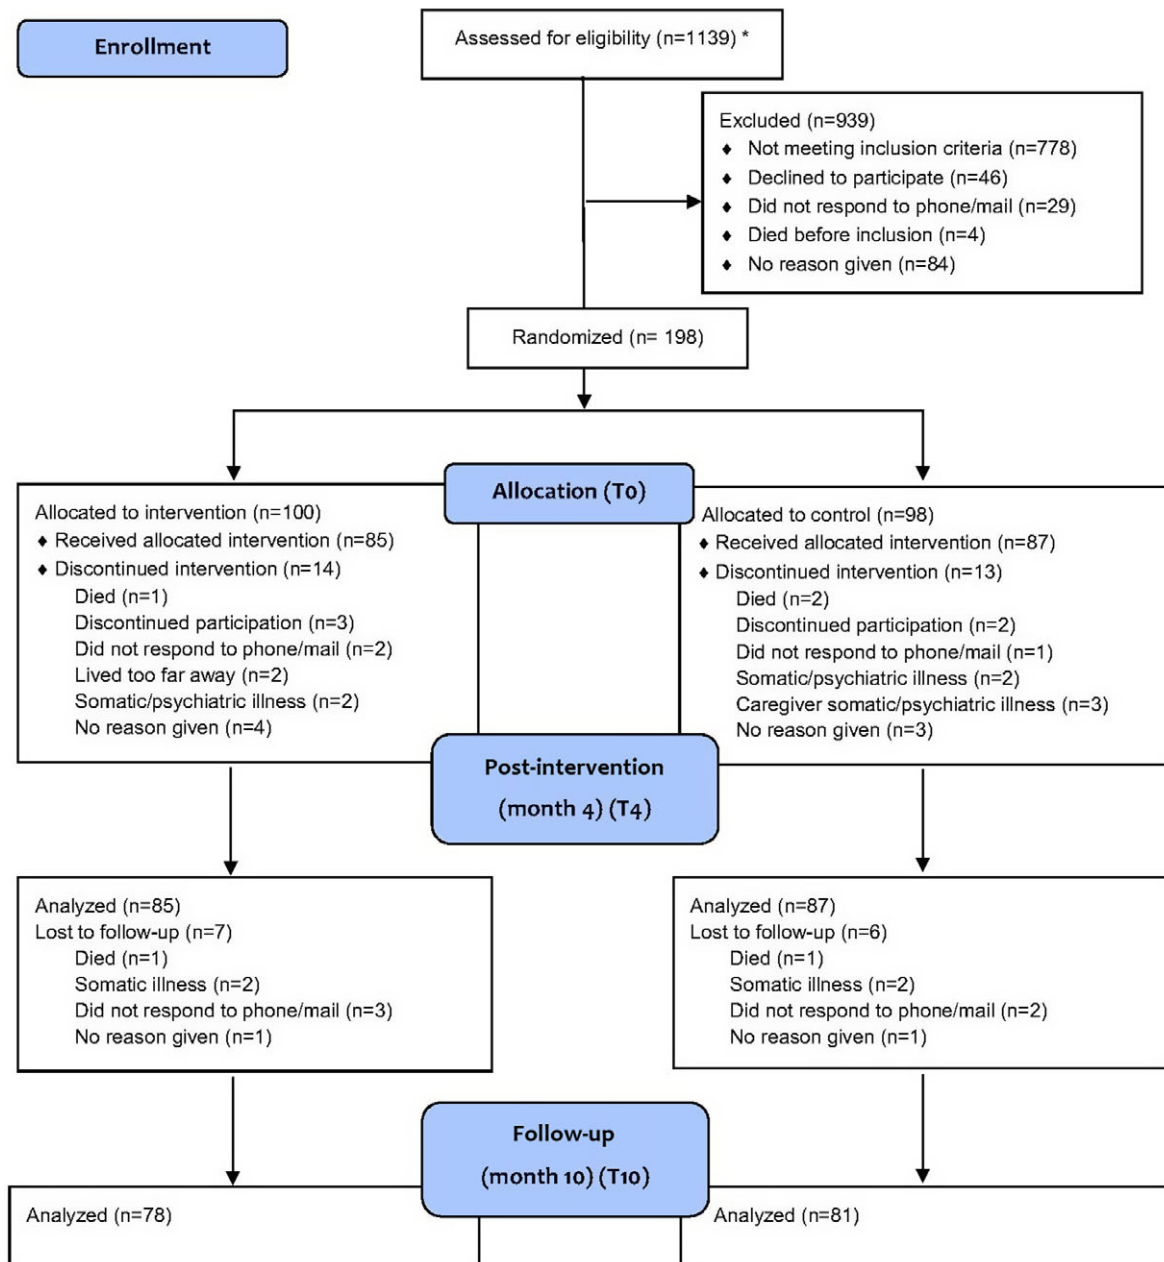 Enrollment
Assessed for eligibility (n=1139) *
Excluded (n=939)
♦ Not meeting inclusion criteria (n=778)
♦ Declined to participate (n=46)
♦ Did not respond to phone/mail (n=29)
♦ Died before inclusion (n=4)
♦ No reason given (n=84)
Randomized (n= 198)
Allocation (T0)
Allocated to intervention (n=100)
♦ Received allocated intervention (n=85)
♦ Discontinued intervention (n=14)
Died (n=1)
Discontinued participation (n=3)
Did not respond to phone/mail (n=2)
Lived too far away (n=2)
Somatic/psychiatric illness (n=2)
No reason given (n=4)
Allocated to control (n=98)
♦ Received allocated intervention (n=87)
♦ Discontinued intervention (n=13)
Died (n=2)
Discontinued participation (n=2)
Did not respond to phone/mail (n=1)
Somatic/psychiatric illness (n=2)
Caregiver somatic/psychiatric illness (n=3)
No reason given (n=3)
Post-intervention
(month 4) (T4)
Analyzed (n=85)
Lost to follow-up (n=7)
Died (n=1)
Somatic illness (n=2)
Did not respond to phone/mail (n=3)
No reason given (n=1)
Analyzed (n=87)
Lost to follow-up (n=6)
Died (n=1)
Somatic illness (n=2)
Did not respond to phone/mail (n=2)
No reason given (n=1)
Follow-up
(month 10) (T10)
Analyzed (n=78)
Analyzed (n=81)